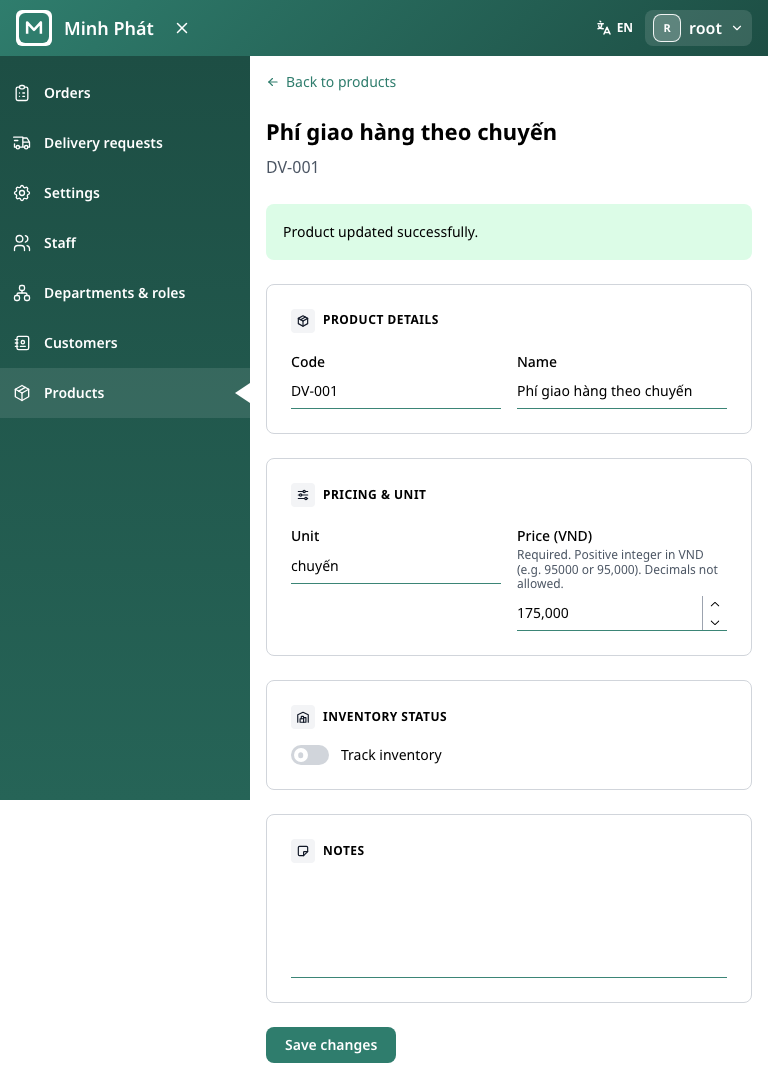 Minh Phát
EN
R
root
Orders
Delivery requests
Settings
Staff
Departments & roles
Customers
Products
Back to products
Phí giao hàng theo chuyến
DV-001
Product updated successfully.
PRODUCT DETAILS
Code
Name
DV-001
Phí giao hàng theo chuyến
PRICING & UNIT
Unit
chuyến
Price (VND)
Required. Positive integer in VND
(e.g. 95000 or 95,000). Decimals not
allowed.
175,000
INVENTORY STATUS
Track inventory
NOTES
Save changes